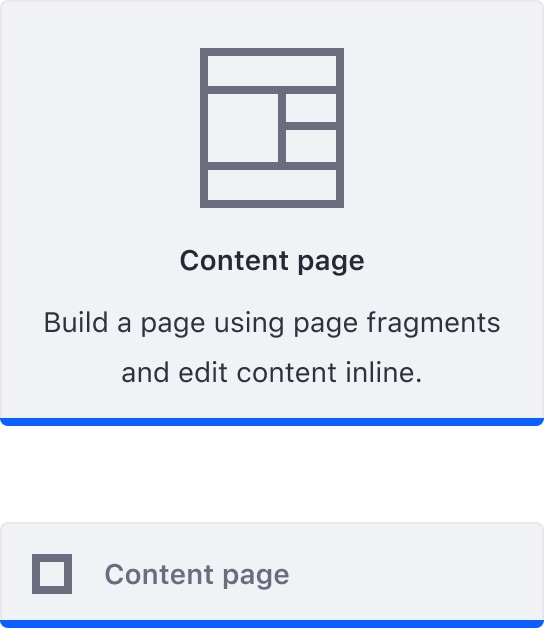 Content page
Build a page using page fragments
and edit content inline.
Content page